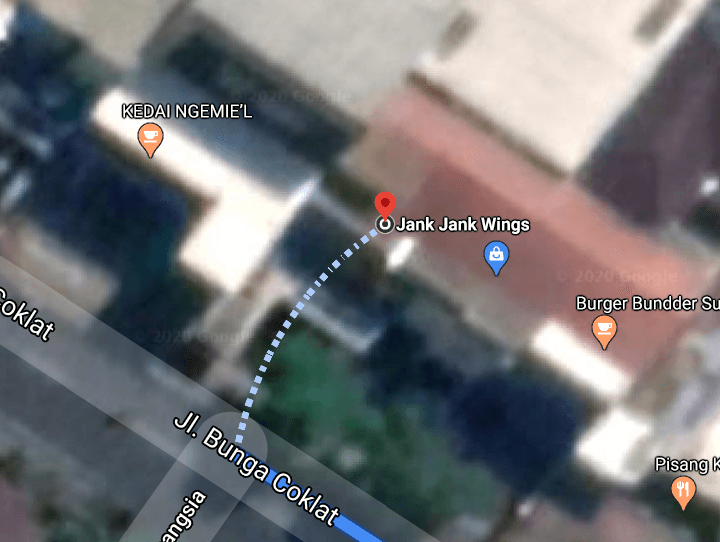 © 2020 Google
KEDAI NGEMIE'L
Jank Jank Wings
© 2020 Google
Burger Bundder Su
Coklat
© 2020 Google
Jl. Bunga Coklat
Pisang K
angsia